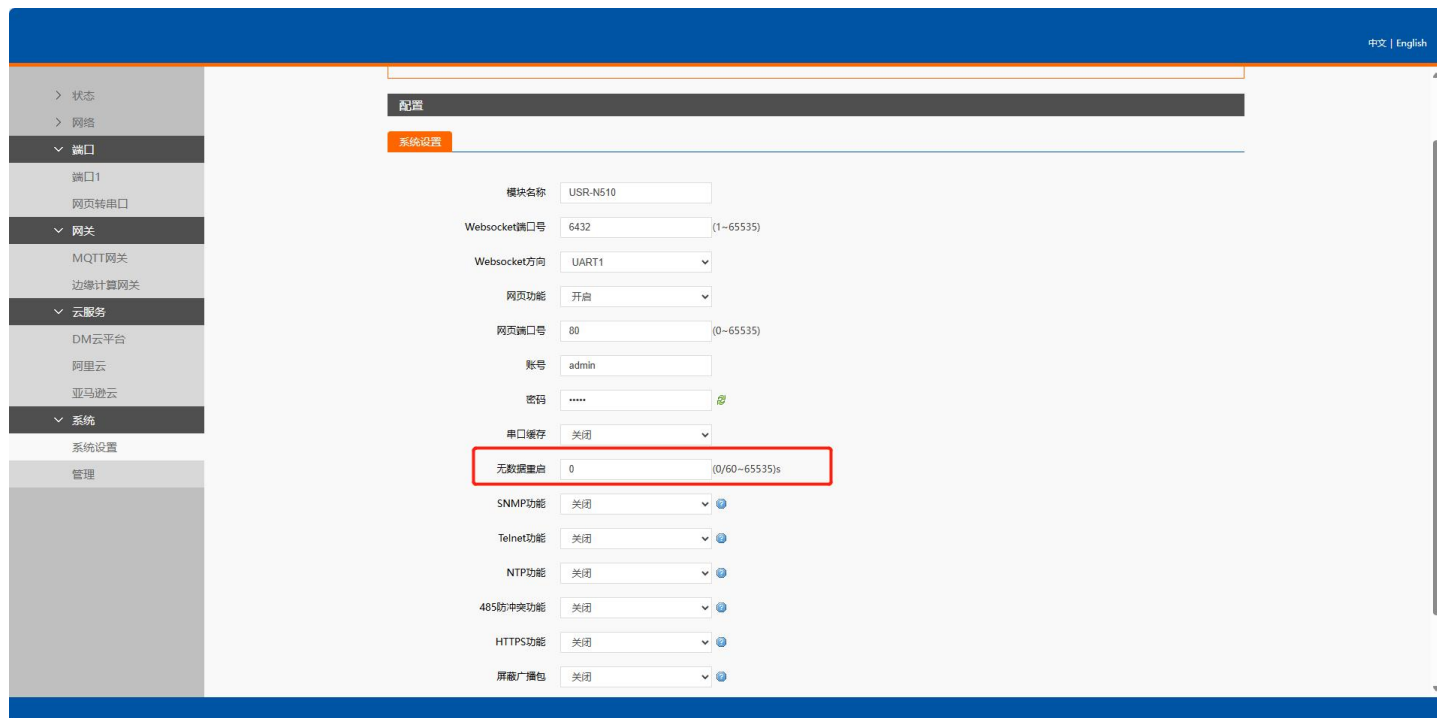 中文 | English
状态
网络
端口
端口1
网页转串口
网关
MQTT网关
边缘计算网关
云服务
DM云平台
阿里云
亚马逊云
系统
系统设置
管理
配置
系统设置
模块名称 USR-N510
Websocket端口号 6432 (1~65535)
Websocket方向 UART1
网页功能 开启
网页端口号 80 (0~65535)
账号 admin
密码 •••••
串口缓存 关闭
无数据重启 0 (0/60~65535)s
SNMP功能 关闭
Telnet功能 关闭
NTP功能 关闭
485防冲突功能 关闭
HTTPS功能 关闭
屏蔽广播包 关闭